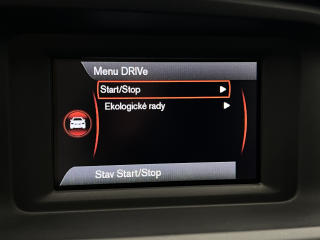 Menu DRIVe
Start/Stop
Ekologické rady
Stav Start/Stop